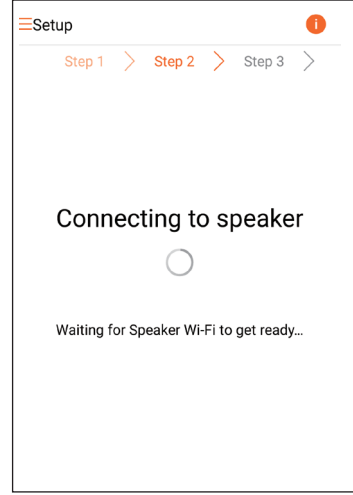 Setup
i
Step 1 Step 2 Step 3
Connecting to speaker
Waiting for Speaker Wi-Fi to get ready...